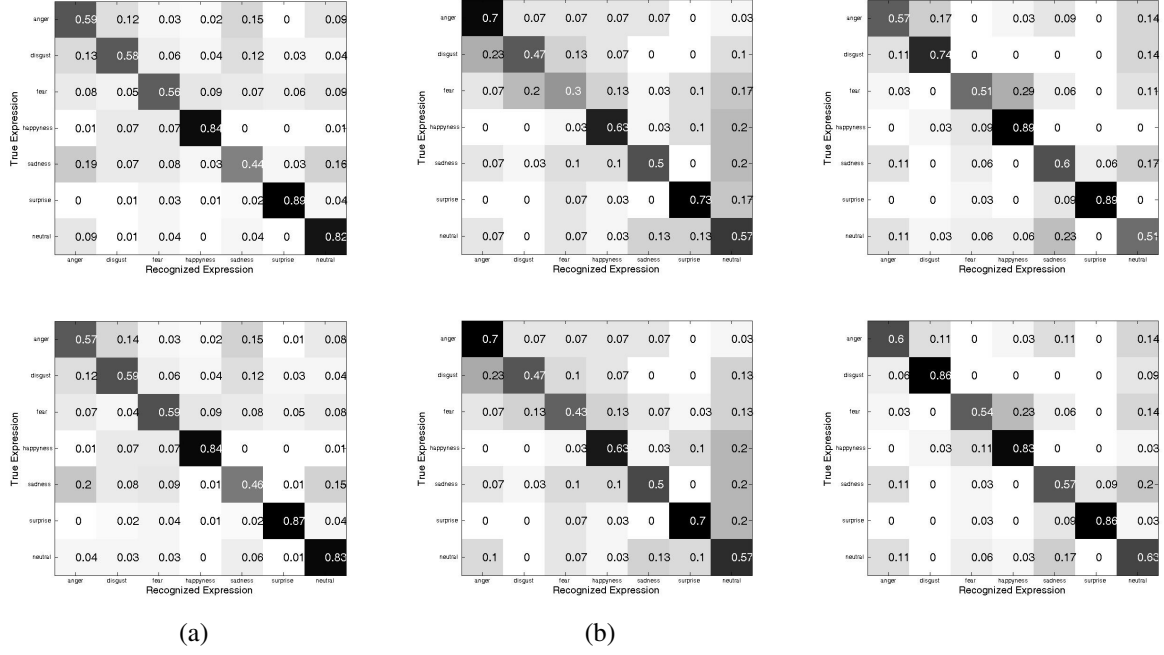 anger 0.59 0.12 0.03 0.02 0.15 0 0.09
disgust 0.13 0.58 0.06 0.04 0.12 0.03 0.04
fear 0.08 0.05 0.56 0.09 0.07 0.06 0.09
happyness 0.01 0.07 0.07 0.84 0 0 0.01
sadness 0.19 0.07 0.08 0.03 0.44 0.03 0.16
surprise 0 0.01 0.03 0.01 0.02 0.89 0.04
neutral 0.09 0.01 0.04 0 0.04 0 0.82
anger disgust fear happyness sadness surprise neutral
Recognized Expression
True Expression
anger 0.7 0.07 0.07 0.07 0.07 0 0.03
disgust 0.23 0.47 0.13 0.07 0 0 0.1
fear 0.07 0.2 0.3 0.13 0.03 0.1 0.17
happyness 0 0 0.03 0.63 0.03 0.1 0.2
sadness 0.07 0.03 0.1 0.1 0.5 0 0.2
surprise 0 0 0.07 0.03 0 0.73 0.17
neutral 0.07 0 0.07 0.03 0.13 0.13 0.57
anger disgust fear happyness sadness surprise neutral
Recognized Expression
True Expression
anger 0.57 0.17 0 0.03 0.09 0 0.14
disgust 0.11 0.74 0 0 0 0 0.14
fear 0.03 0 0.51 0.29 0.06 0 0.11
happyness 0 0.03 0.09 0.89 0 0 0
sadness 0.11 0 0.06 0 0.6 0.06 0.17
surprise 0 0 0.03 0 0.09 0.89 0
neutral 0.11 0.03 0.06 0.06 0.23 0 0.51
anger disgust fear happyness sadness surprise neutral
Recognized Expression
True Expression
anger 0.57 0.14 0.03 0.02 0.15 0.01 0.08
disgust 0.12 0.59 0.06 0.04 0.12 0.03 0.04
fear 0.07 0.04 0.59 0.09 0.08 0.05 0.08
happyness 0.01 0.07 0.07 0.84 0 0 0.01
sadness 0.2 0.08 0.09 0.01 0.46 0.01 0.15
surprise 0 0.02 0.04 0.01 0.02 0.87 0.04
neutral 0.04 0.03 0.03 0 0.06 0.01 0.83
anger disgust fear happyness sadness surprise neutral
Recognized Expression
True Expression
anger 0.7 0.07 0.07 0.07 0.07 0 0.03
disgust 0.23 0.47 0.1 0.07 0 0 0.13
fear 0.07 0.13 0.43 0.13 0.07 0.03 0.13
happyness 0 0 0.03 0.63 0.03 0.1 0.2
sadness 0.07 0.03 0.1 0.1 0.5 0 0.2
surprise 0 0 0.07 0.03 0 0.7 0.2
neutral 0.1 0 0.07 0.03 0.13 0.1 0.57
anger disgust fear happyness sadness surprise neutral
Recognized Expression
True Expression
anger 0.6 0.11 0 0.03 0.11 0 0.14
disgust 0.06 0.86 0 0 0 0 0.09
fear 0.03 0 0.54 0.23 0.06 0 0.14
happyness 0 0.03 0.11 0.83 0 0 0.03
sadness 0.11 0 0.03 0 0.57 0.09 0.2
surprise 0 0 0.03 0 0.09 0.86 0.03
neutral 0.11 0 0.06 0.03 0.17 0 0.63
anger disgust fear happyness sadness surprise neutral
Recognized Expression
True Expression
(a)
(b)